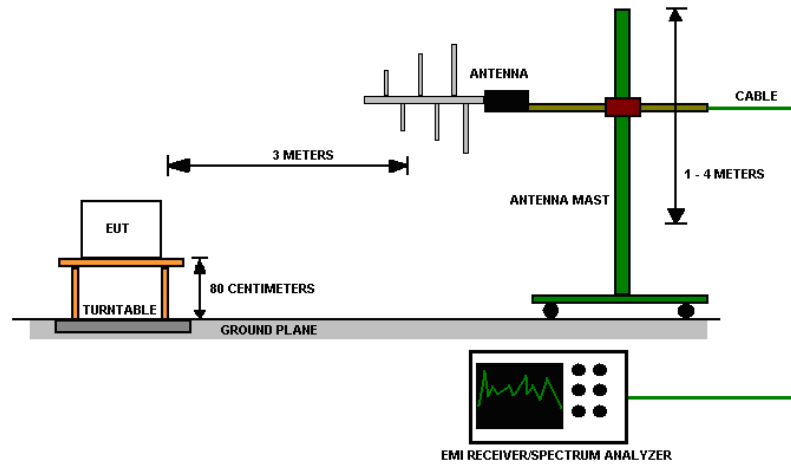 ANTENNA
CABLE
3 METERS
1 - 4 METERS
ANTENNA MAST
EUT
80 CENTIMETERS
TURNTABLE
GROUND PLANE
EMI RECEIVER/SPECTRUM ANALYZER